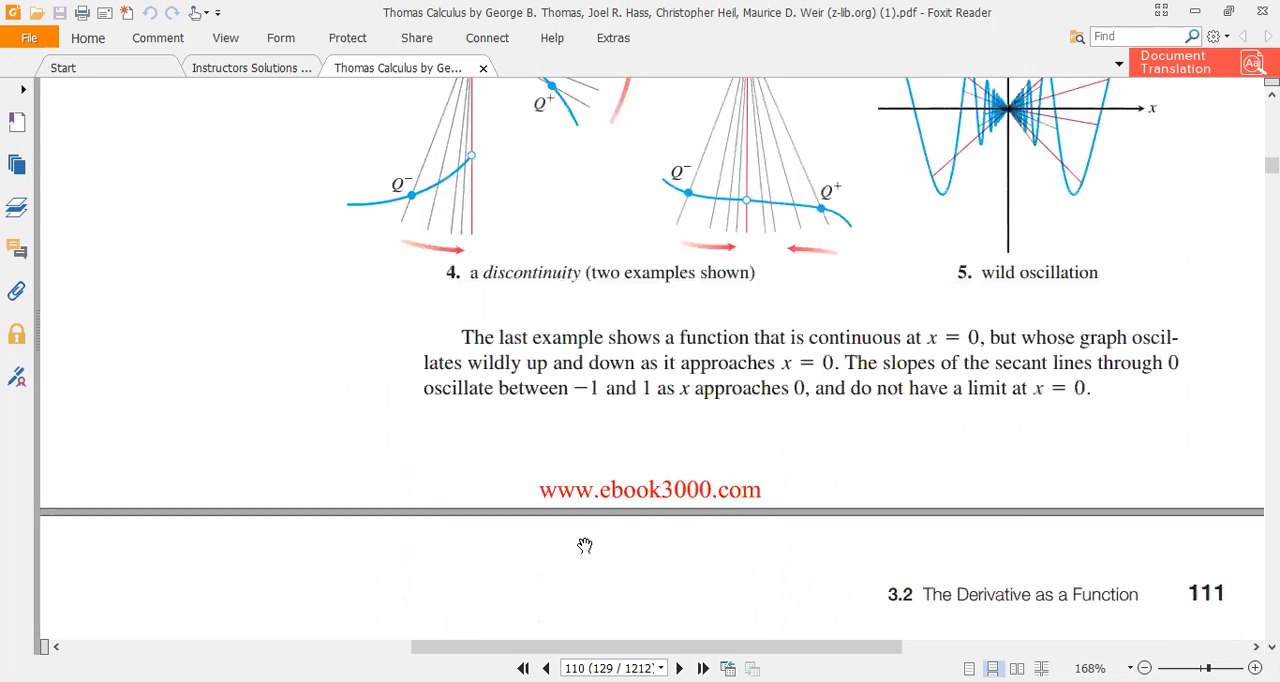 Thomas Calculus by George B. Thomas, Joel R. Hass, Christopher Heil, Maurice D. Weir (z-lib.org) (1).pdf - Foxit Reader
File Home Comment View Form Protect Share Connect Help Extras
Find
Start
Instructors Solutions ...
Thomas Calculus by Ge...
Document
Translation
Q⁺
Q⁻
Q⁻
Q⁺
x
4. a discontinuity (two examples shown)
5. wild oscillation
The last example shows a function that is continuous at x = 0, but whose graph oscil-
lates wildly up and down as it approaches x = 0. The slopes of the secant lines through 0
oscillate between −1 and 1 as x approaches 0, and do not have a limit at x = 0.
www.ebook3000.com
3.2 The Derivative as a Function 111
110 (129 / 1212)
168%